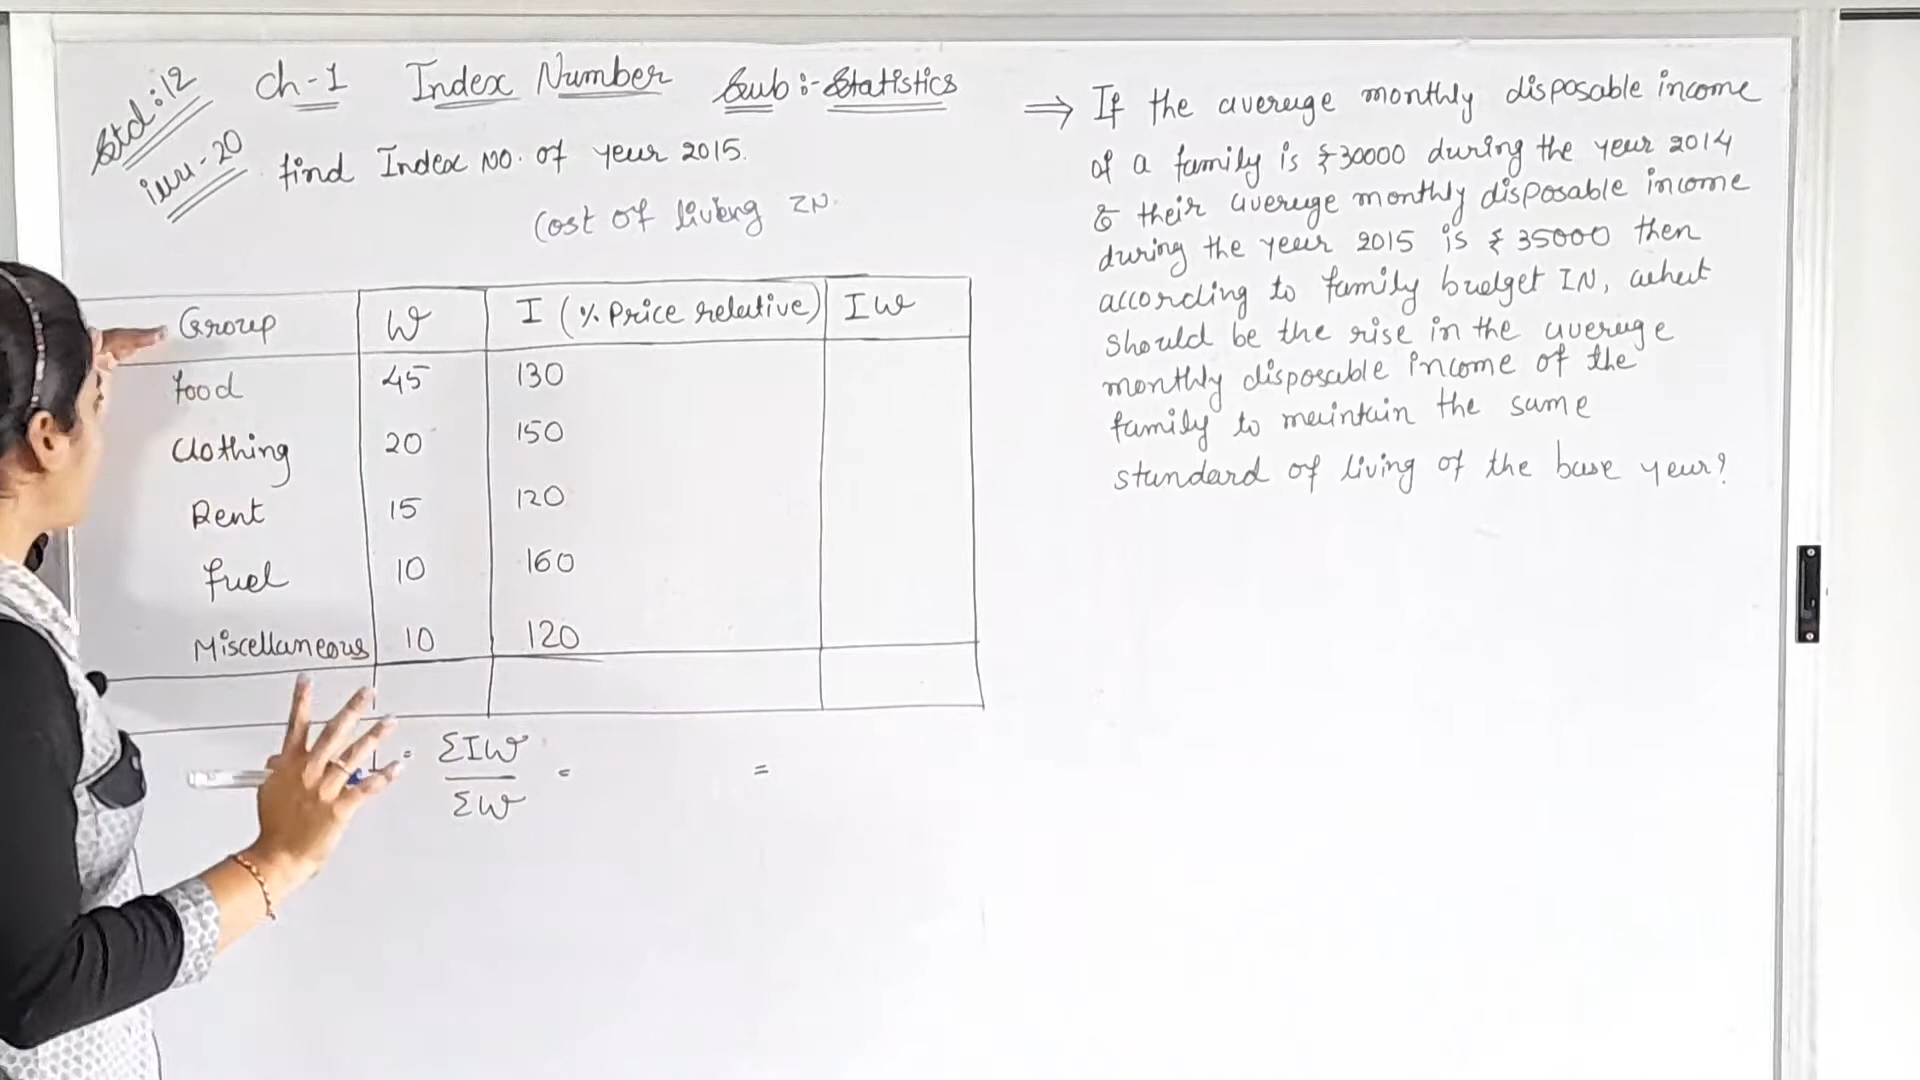 Std:12 Ch-1 Index Number Sub:-Statistics
imu-20
find Index No. of year 2015.
Cost of living IN.
Group W I (% Price relative) IW
Food 45 130
Clothing 20 150
Rent 15 120
Fuel 10 160
Miscellaneous 10 120
I = ΣIW / ΣW = =
⇒ If the average monthly disposable income
of a family is ₹30000 during the year 2014
& their average monthly disposable income
during the year 2015 is ₹35000 then
according to family budget IN, what
should be the rise in the average
monthly disposable income of the
family to maintain the same
standard of living of the base year?